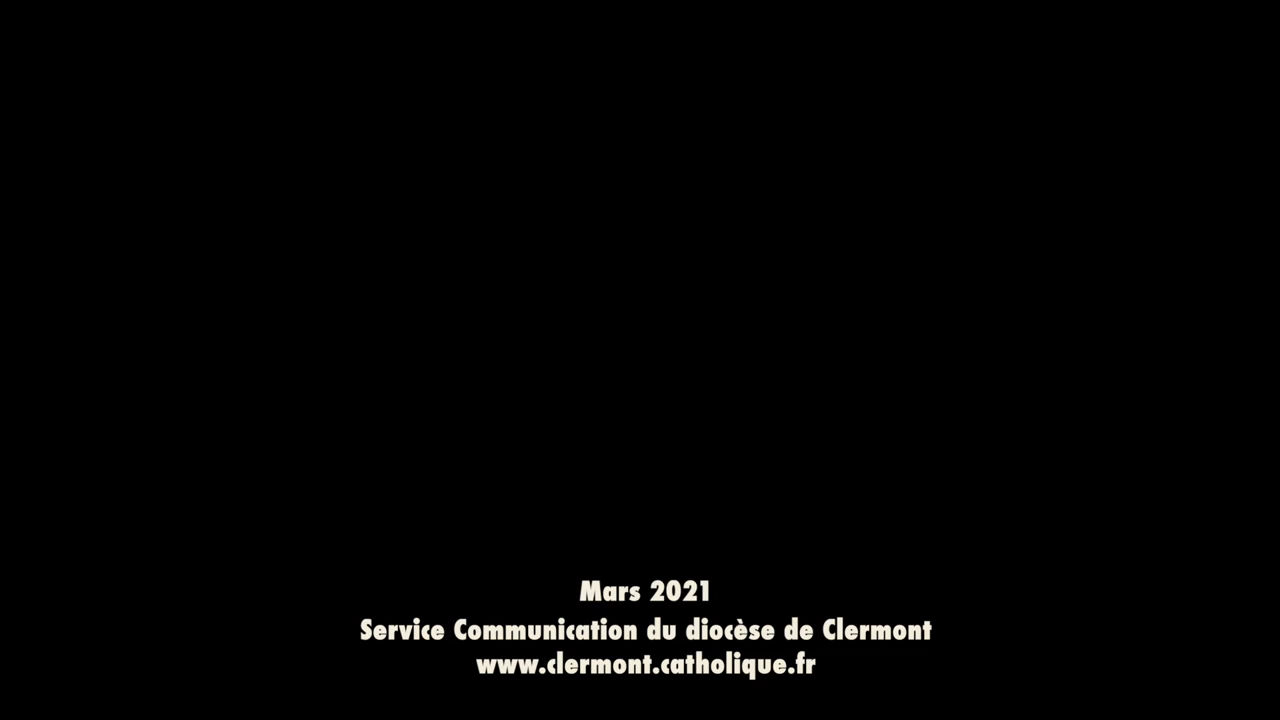 Mars 2021
Service Communication du diocèse de Clermont
www.clermont.catholique.fr